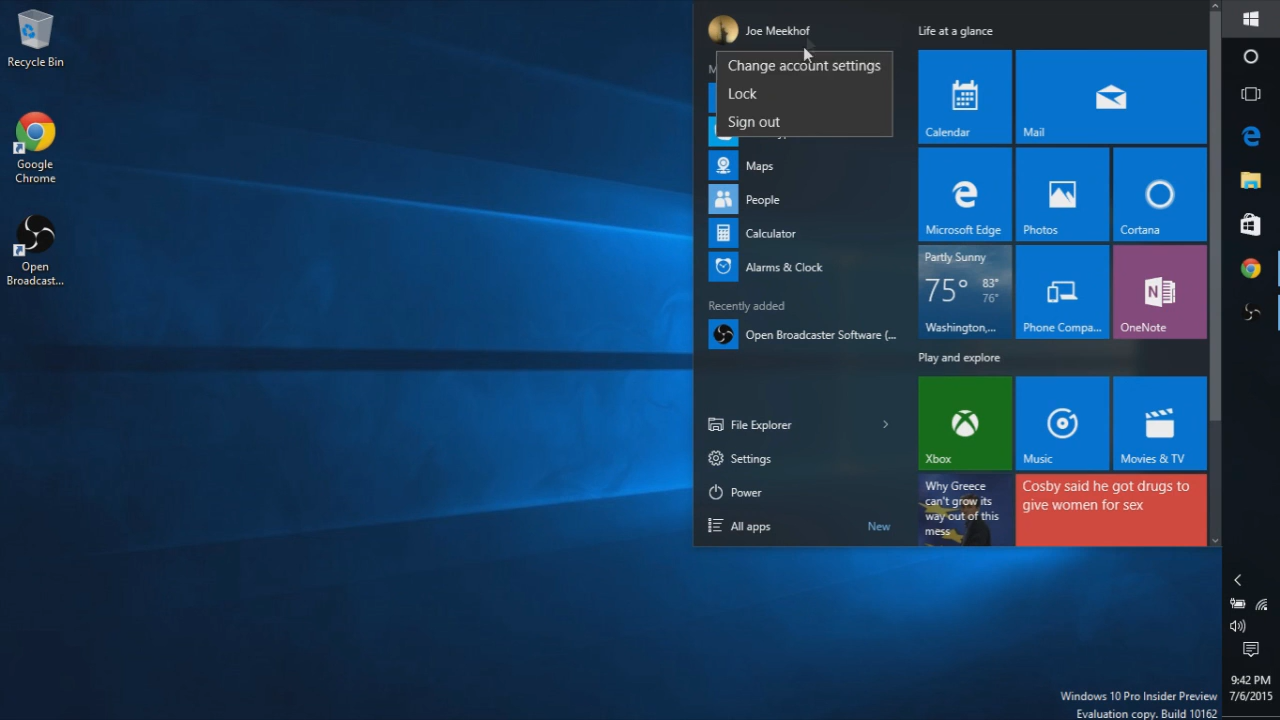 Recycle Bin
Google
Chrome
Open
Broadcast...
Joe Meekhof
Change account settings
Lock
Sign out
Maps
People
Calculator
Alarms & Clock
Recently added
Open Broadcaster Software (...
File Explorer
Settings
Power
All apps
New
Life at a glance
Calendar
Mail
Microsoft Edge
Photos
Cortana
Partly Sunny
75° 83°
76°
Washington,...
Phone Compa...
OneNote
Play and explore
Xbox
Music
Movies & TV
Why Greece
can't grow its
way out of this
mess
Cosby said he got drugs to
give women for sex
9:42 PM
7/6/2015
Windows 10 Pro Insider Preview
Evaluation copy. Build 10162